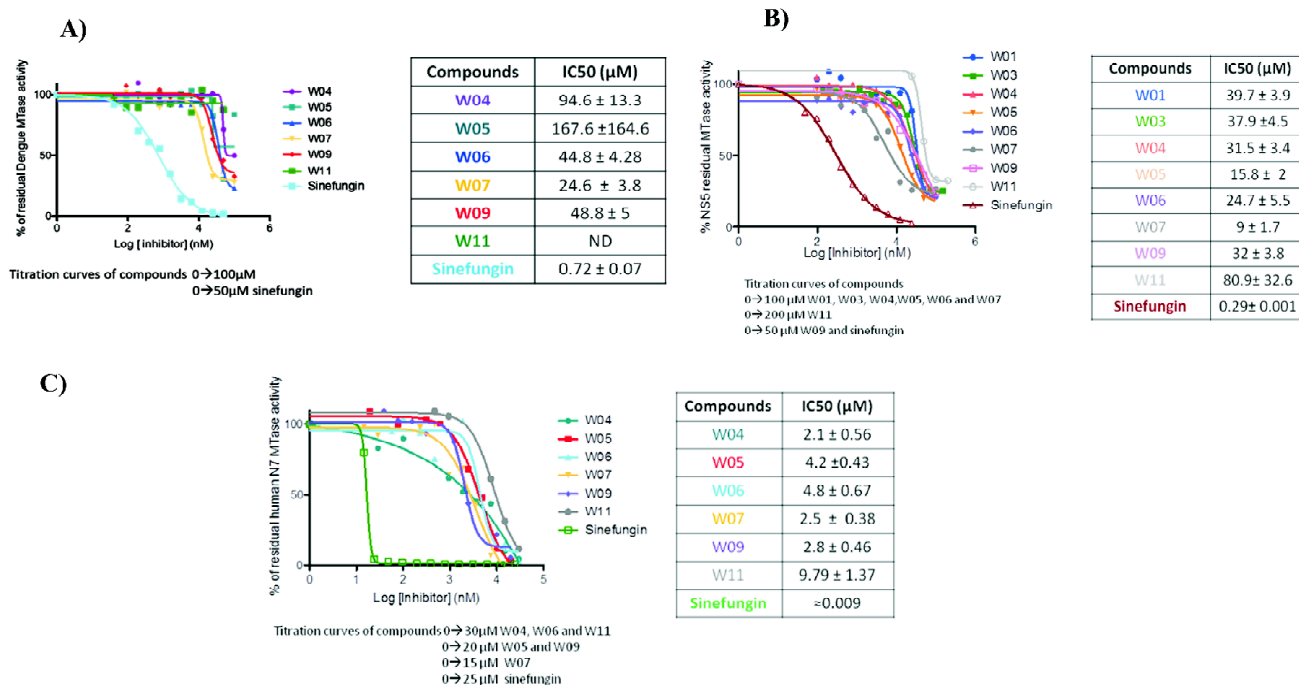 A)
% of residual Dengue MTase activity
100
50
0
0
2
4
6
Log [inhibitor] (nM)
W04
W05
W06
W07
W09
W11
Sinefungin
Titration curves of compounds 0→100µM
0→50µM sinefungin
Compounds IC50 (µM)
W04 94.6 ± 13.3
W05 167.6 ±164.6
W06 44.8 ± 4.28
W07 24.6 ± 3.8
W09 48.8 ± 5
W11 ND
Sinefungin 0.72 ± 0.07
B)
% NS5 residual MTase activity
100
50
0
0
2
4
6
Log [Inhibitor] (nM)
W01
W03
W04
W05
W06
W07
W09
W11
Sinefungin
Titration curves of compounds
0→100 µM W01, W03, W04,W05, W06 and W07
0→200 µM W11
0→50 µM W09 and sinefungin
Compounds IC50 (µM)
W01 39.7 ± 3.9
W03 37.9 ±4.5
W04 31.5 ± 3.4
W05 15.8 ± 2
W06 24.7 ± 5.5
W07 9 ± 1.7
W09 32 ± 3.8
W11 80.9± 32.6
Sinefungin 0.29± 0.001
C)
% of residual human N7 MTase activity
100
50
0
0
1
2
3
4
5
Log [Inhibitor] (nM)
W04
W05
W06
W07
W09
W11
Sinefungin
Titration curves of compounds 0→30µM W04, W06 and W11
0→20 µM W05 and W09
0→15 µM W07
0→25 µM sinefungin
Compounds IC50 (µM)
W04 2.1 ± 0.56
W05 4.2 ±0.43
W06 4.8 ± 0.67
W07 2.5 ± 0.38
W09 2.8 ± 0.46
W11 9.79 ± 1.37
Sinefungin ≈0.009